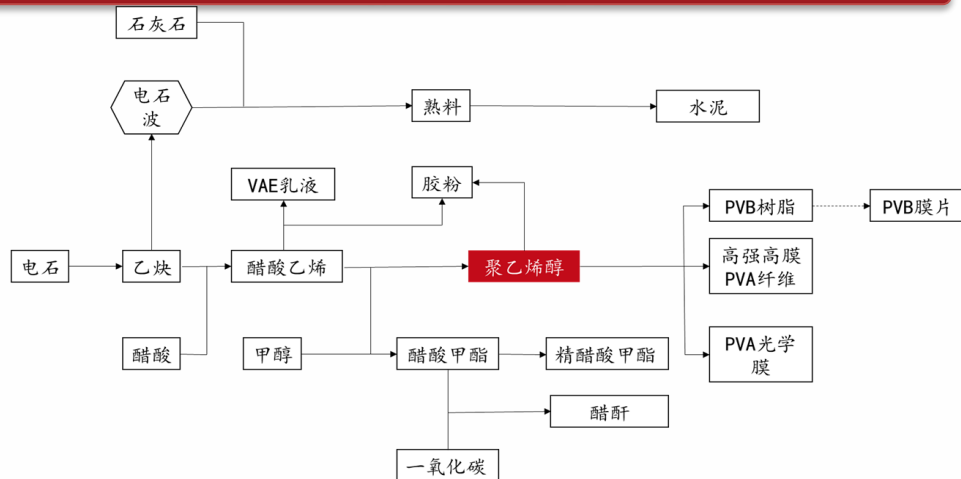 石灰石
电石
波
熟料
水泥
VAE乳液
胶粉
PVB树脂
PVB膜片
电石
乙炔
醋酸乙烯
聚乙烯醇
高强高膜
PVA纤维
醋酸
甲醇
醋酸甲酯
精醋酸甲酯
PVA光学
膜
醋酐
一氧化碳